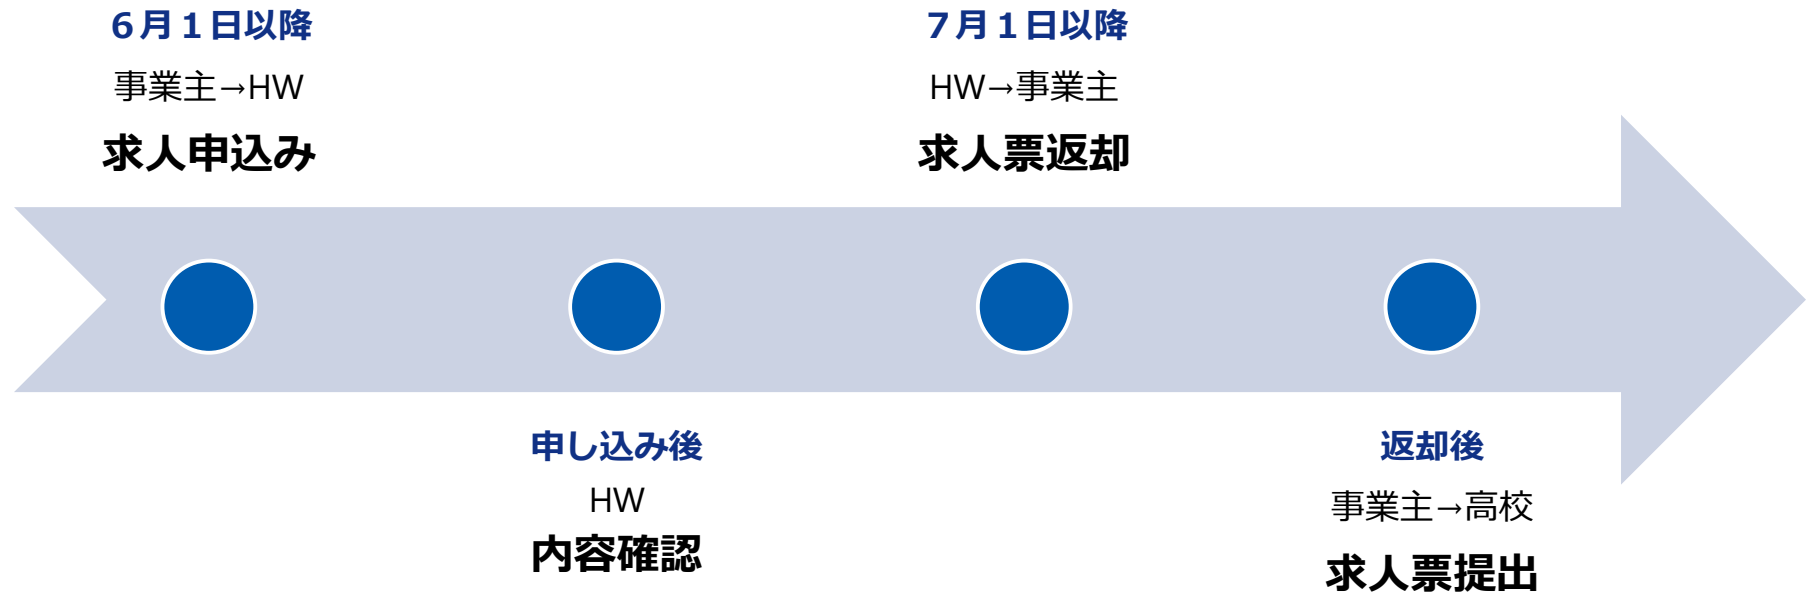 ６月１日以降
事業主→HW
求人申込み
申し込み後
HW
内容確認
７月１日以降
HW→事業主
求人票返却
返却後
事業主→高校
求人票提出